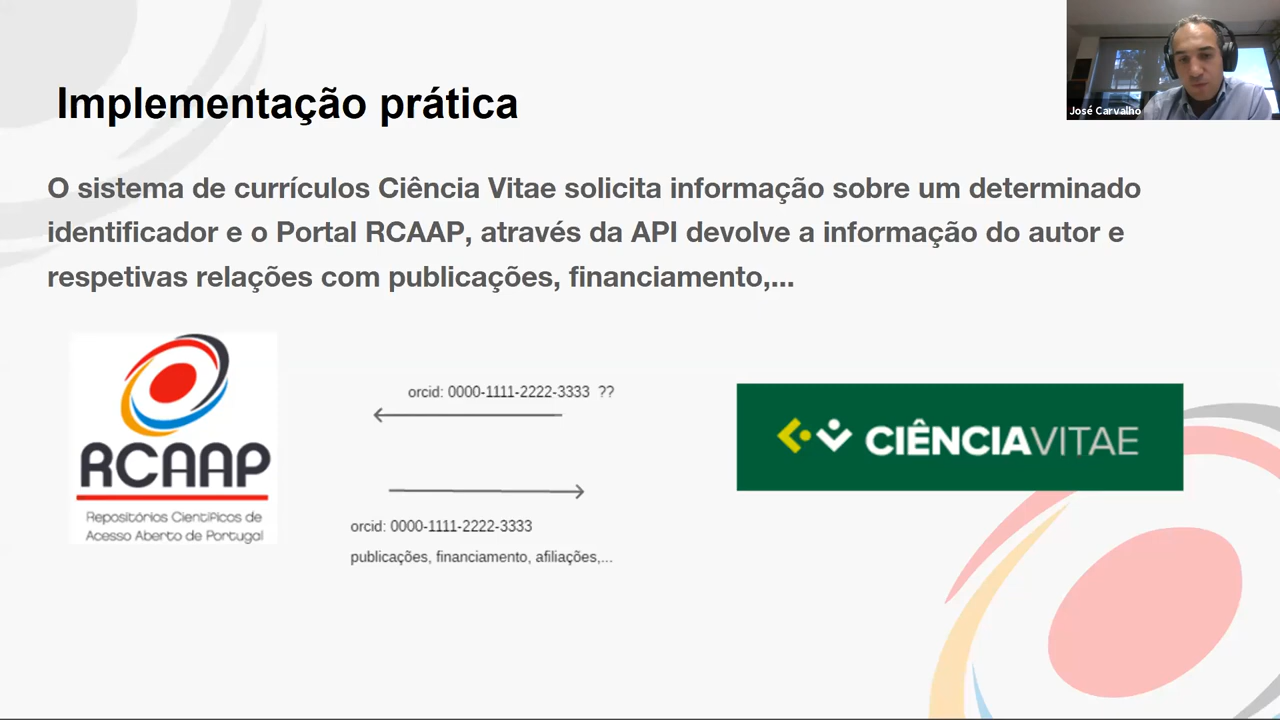 Implementação prática
José Carvalho
O sistema de currículos Ciência Vitae solicita informação sobre um determinado
identificador e o Portal RCAAP, através da API devolve a informação do autor e
respetivas relações com publicações, financiamento,...
orcid: 0000-1111-2222-3333 ??
RCAAP
Repositórios Científicos de
Acesso Aberto de Portugal
CIÊNCIAVITAE
orcid: 0000-1111-2222-3333
publicações, financiamento, afiliações,...